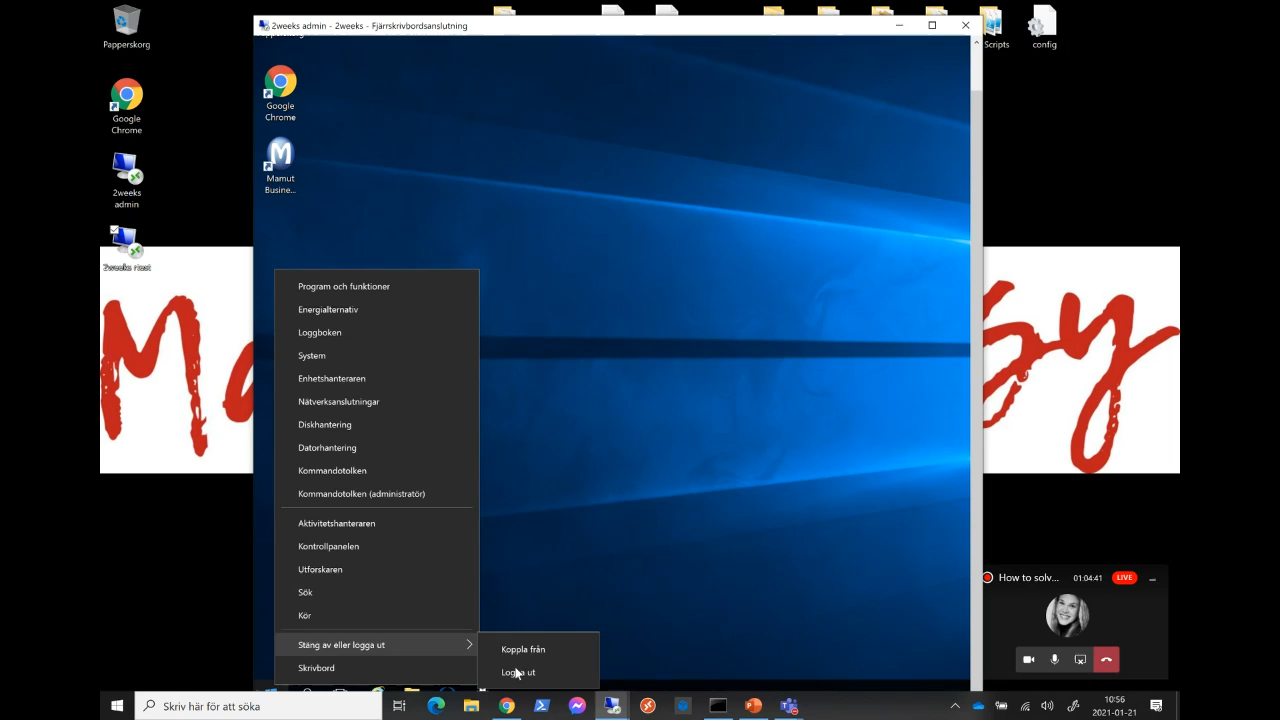 Papperskorg
Google
Chrome
2weeks
admin
2weeks rtest
2weeks admin - 2weeks - Fjärrskrivbordsanslutning
Google
Chrome
M
Mamut
Busine...
Scripts
config
Program och funktioner
Energialternativ
Loggboken
System
Enhetshanteraren
Nätverksanslutningar
Diskhantering
Datorhantering
Kommandotolken
Kommandotolken (administratör)
Aktivitetshanteraren
Kontrollpanelen
Utforskaren
Sök
Kör
Stäng av eller logga ut
Skrivbord
Koppla från
Logga ut
How to solv...
01:04:41
LIVE
Skriv här för att söka
10:56
2021-01-21